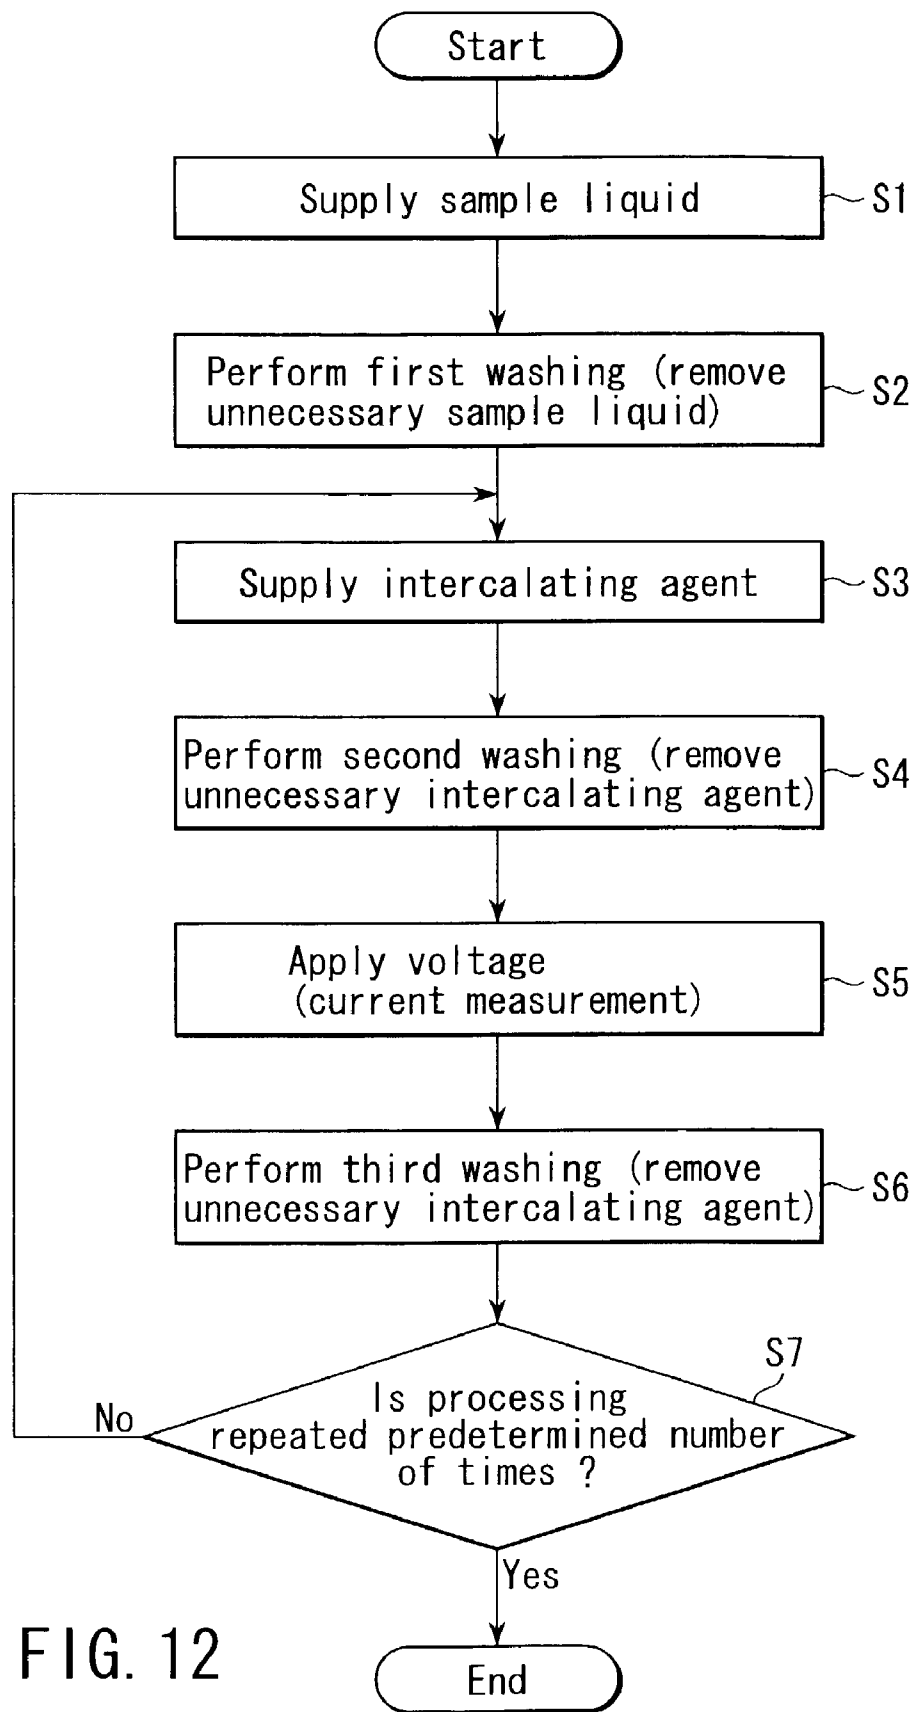 Start
Supply sample liquid
S1
Perform first washing (remove
unnecessary sample liquid)
S2
Supply intercalating agent
S3
Perform second washing (remove
unnecessary intercalating agent)
S4
Apply voltage
(current measurement)
S5
Perform third washing (remove
unnecessary intercalating agent)
S6
S7
Is processing
repeated predetermined number
of times ?
No
Yes
End
FIG. 12